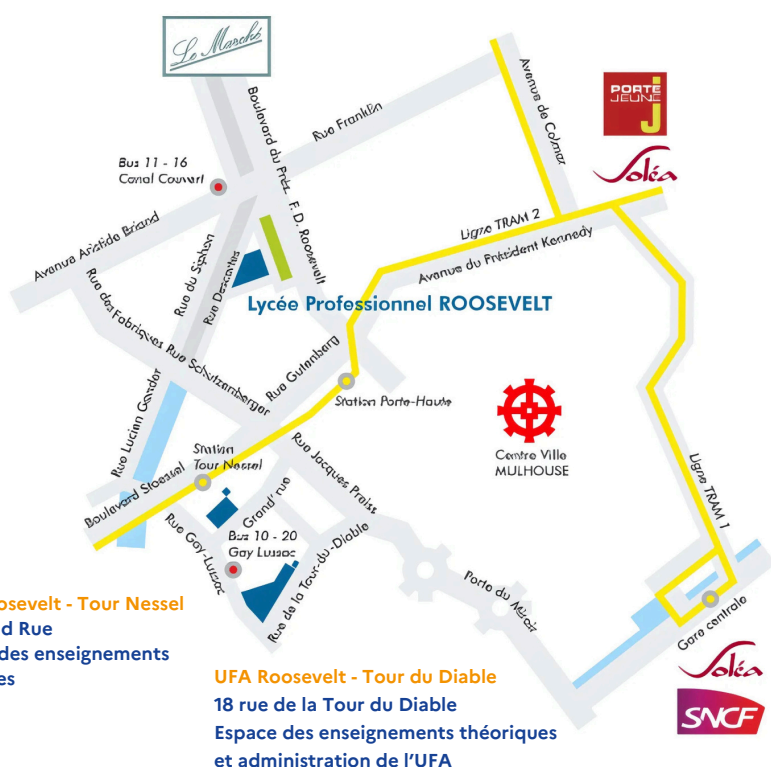 Le Marché
PORTE
JEUNE
J
Soléa
Avenue de Colmar
Rue Franklin
Boulevard du Prés. F. D. Roosevelt
Bus 11 - 16
Canal Couvert
Avenue Aristide Briand
Rue du Siphon
Rue Descartes
Ligne TRAM 2
Avenue du Président Kennedy
Rue des Fabriques
Rue Schutzenberger
Lycée Professionnel ROOSEVELT
Rue Gutenberg
Station Porte-Haute
Rue Lucien Gander
Centre Ville
MULHOUSE
Station
Tour Nessel
Boulevard Stoessel
Rue Jacques Preiss
Grand' rue
Ligne TRAM 1
Rue Gay-Lussac
Bus 10 - 20
Gay Lussac
Rue de la Tour-du-Diable
Porte du Miroir
Gare centrale
osevelt - Tour Nessel
d Rue
des enseignements
es
Soléa
SNCF
UFA Roosevelt - Tour du Diable
18 rue de la Tour du Diable
Espace des enseignements théoriques
et administration de l'UFA